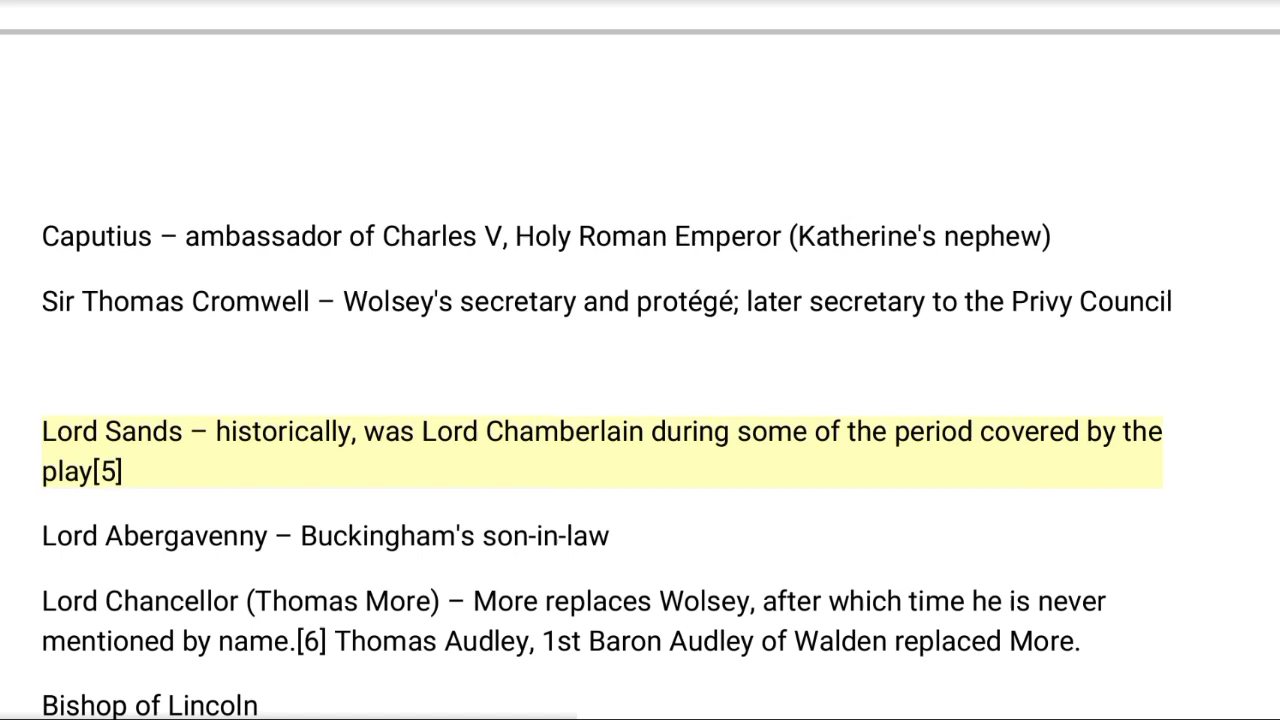 Caputius – ambassador of Charles V, Holy Roman Emperor (Katherine's nephew)
Sir Thomas Cromwell – Wolsey's secretary and protégé; later secretary to the Privy Council
Lord Sands – historically, was Lord Chamberlain during some of the period covered by the
play[5]
Lord Abergavenny – Buckingham's son-in-law
Lord Chancellor (Thomas More) – More replaces Wolsey, after which time he is never
mentioned by name.[6] Thomas Audley, 1st Baron Audley of Walden replaced More.
Bishop of Lincoln